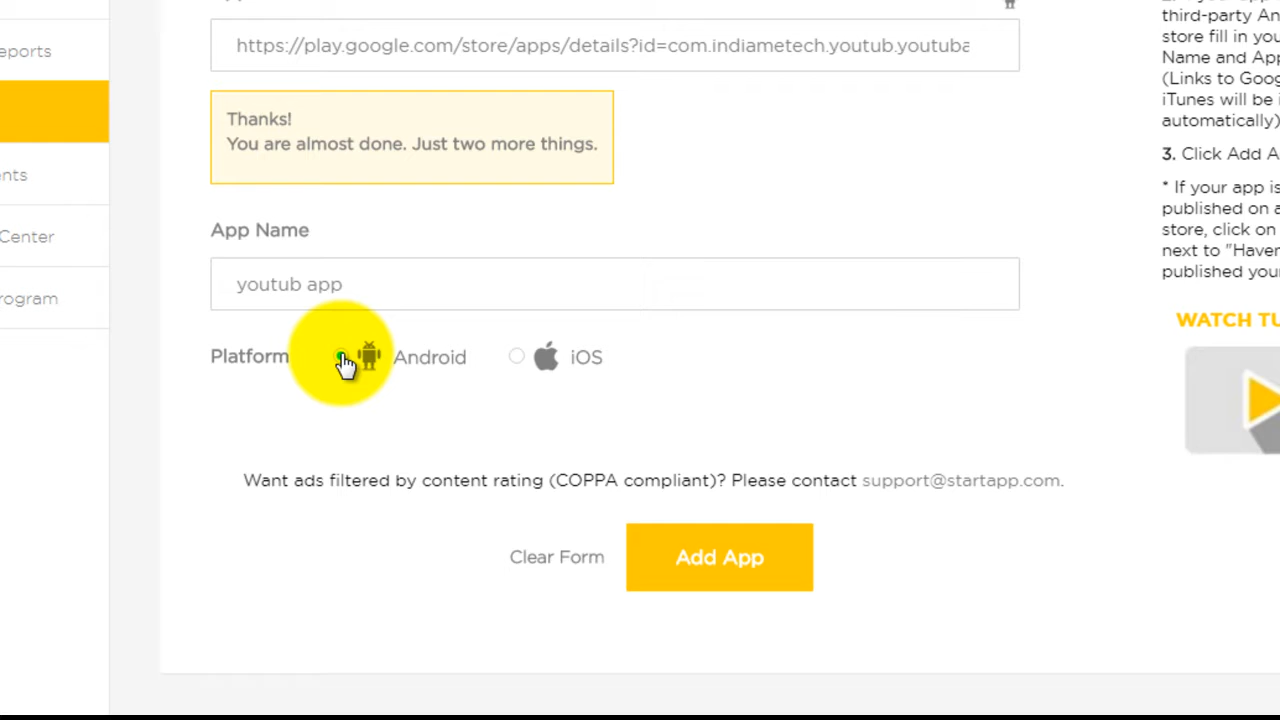 https://play.google.com/store/apps/details?id=com.indiametech.youtub.youtuba
Thanks!
You are almost done. Just two more things.
App Name
youtub app
Platform Android iOS
Want ads filtered by content rating (COPPA compliant)? Please contact support@startapp.com.
Clear Form Add App
eports
ents
Center
rogram
third-party An
store fill in you
Name and App
(Links to Goog
iTunes will be i
automatically)
3. Click Add A
* If your app is
published on a
store, click on
next to "Haven
published your
WATCH TU